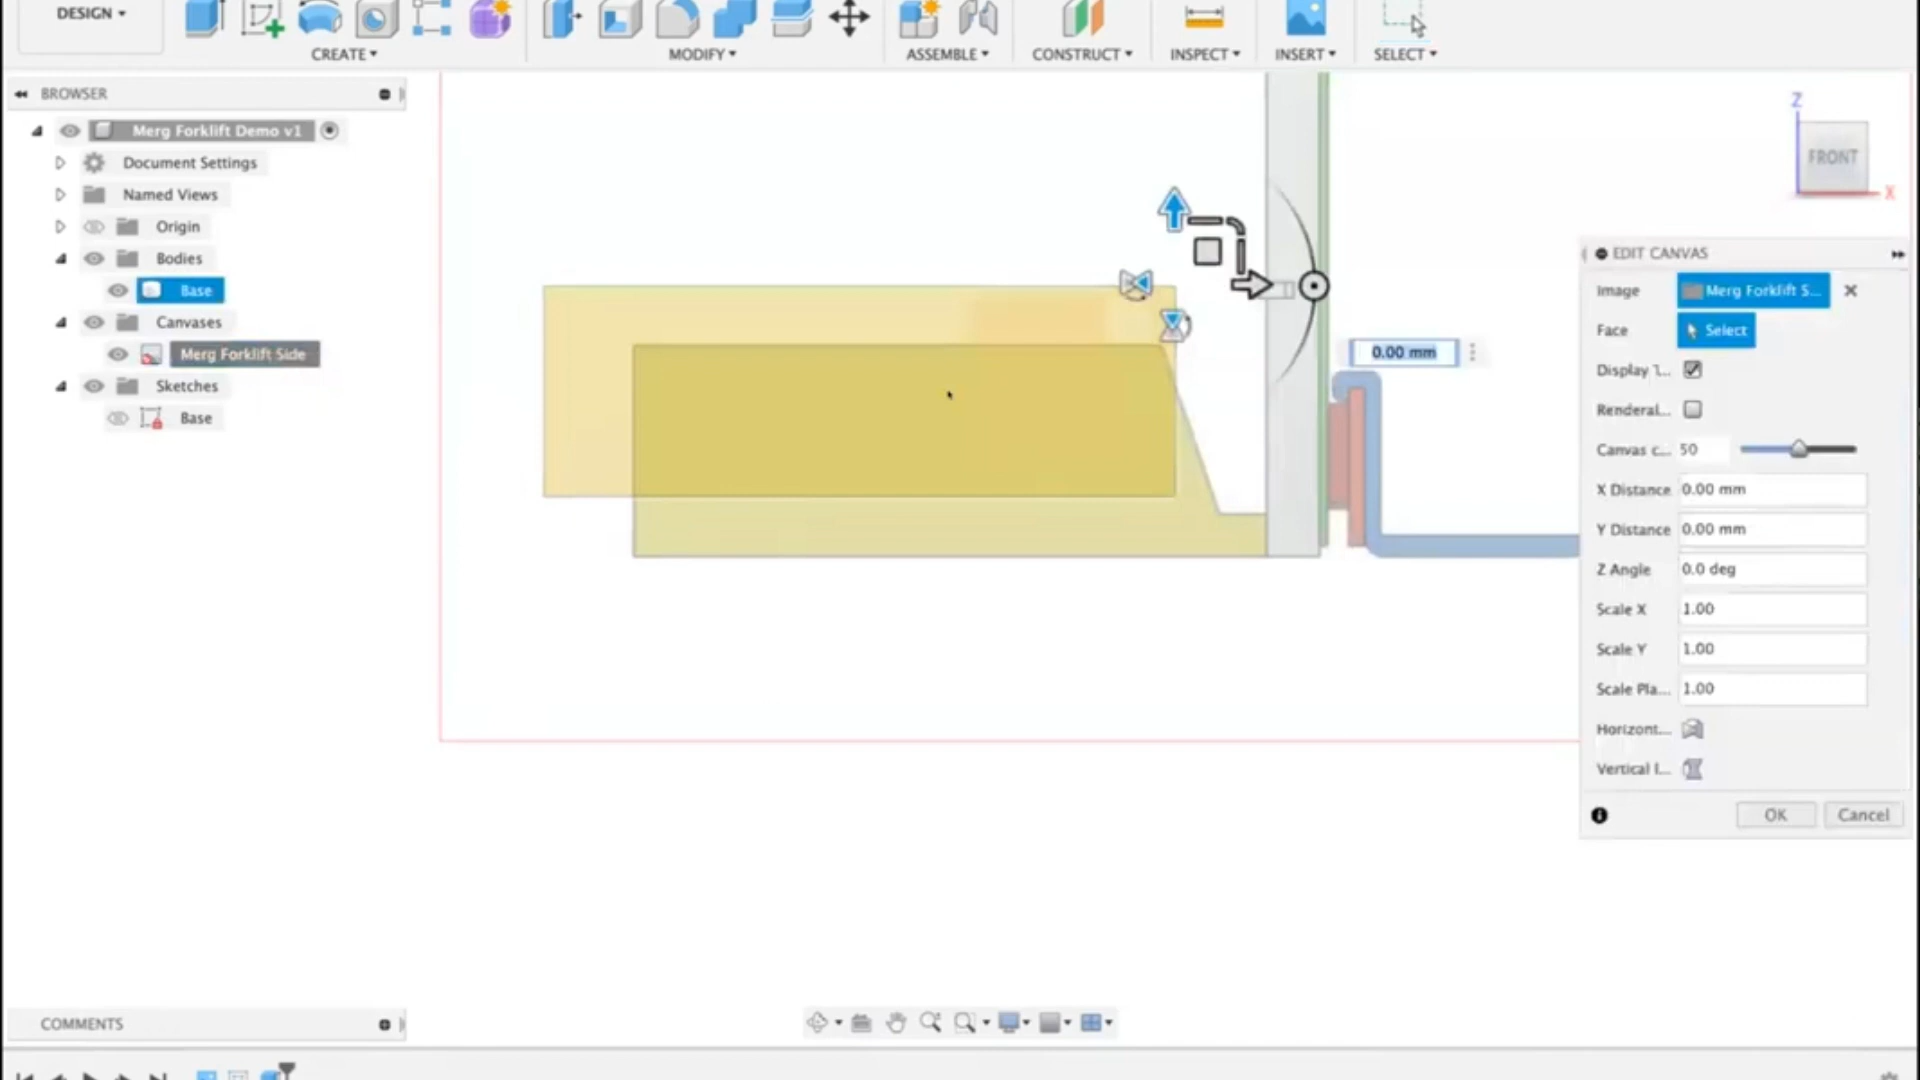 DESIGN
CREATE
MODIFY
ASSEMBLE
CONSTRUCT
INSPECT
INSERT
SELECT
BROWSER
Merg Forklift Demo v1
Document Settings
Named Views
Origin
Bodies
Base
Canvases
Merg Forklift Side
Sketches
Base
Z
FRONT
X
0.00 mm
EDIT CANVAS
Image Merg Forklift S...
Face Select
Display T...
Renderal...
Canvas c... 50
X Distance 0.00 mm
Y Distance 0.00 mm
Z Angle 0.0 deg
Scale X 1.00
Scale Y 1.00
Scale Pla... 1.00
Horizont...
Vertical I...
OK Cancel
COMMENTS